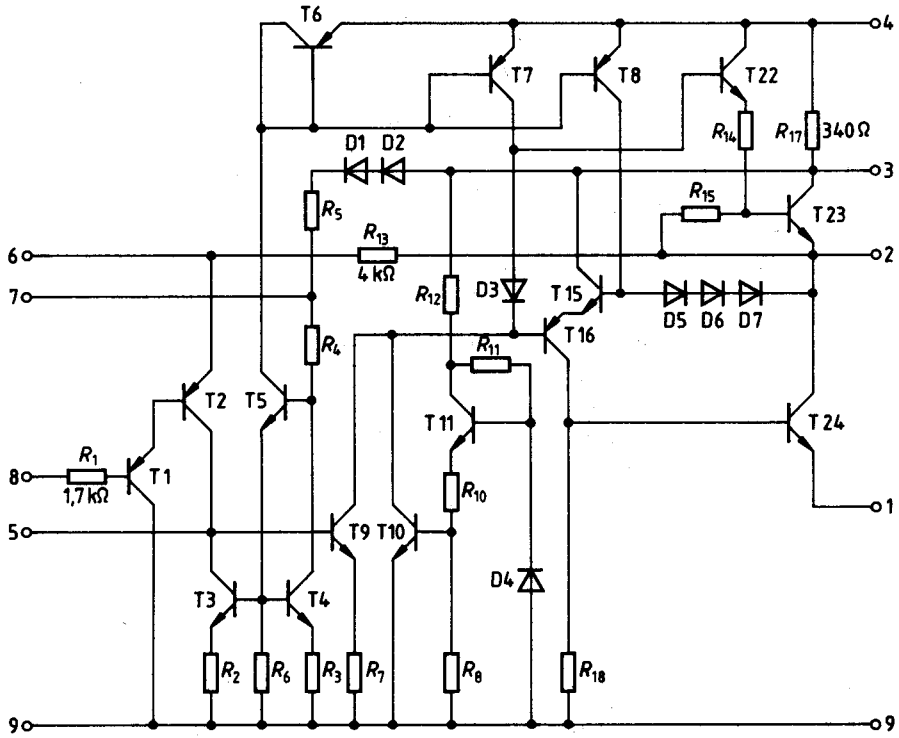 T6
4
T7
T8
T22
R14
R17
340 Ω
D1
D2
3
R5
R15
T23
R13
6
4 kΩ
2
7
R12
D3
T15
D5
D6
D7
T16
R4
R11
T2
T5
T11
T24
R1
8
1,7 kΩ
T1
R10
1
5
T9
T10
D4
T3
T4
R2
R6
R3
R7
R8
R18
9
9